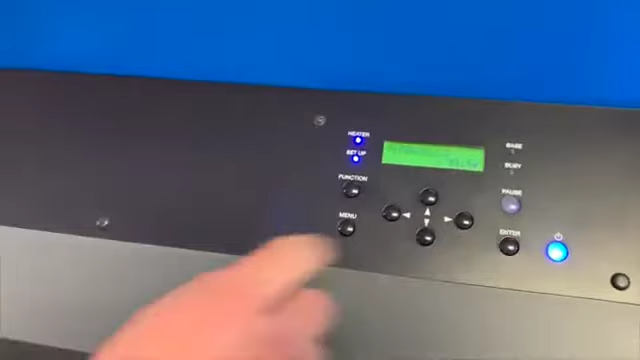 HEATER
SET UP
FUNCTION
MENU
BASE
BUSY
PAUSE
ENTER